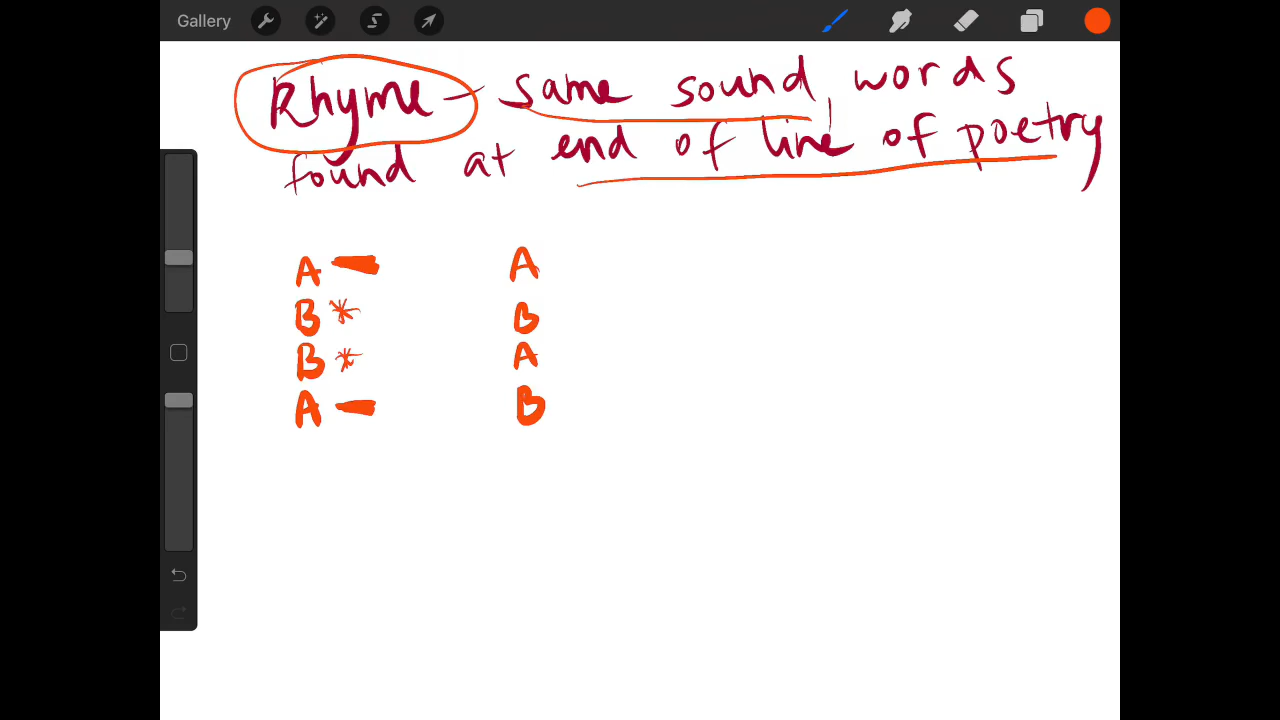 Gallery
Rhyme - same sound, words
found at end of line of poetry
A A
B * B
B * A
A B